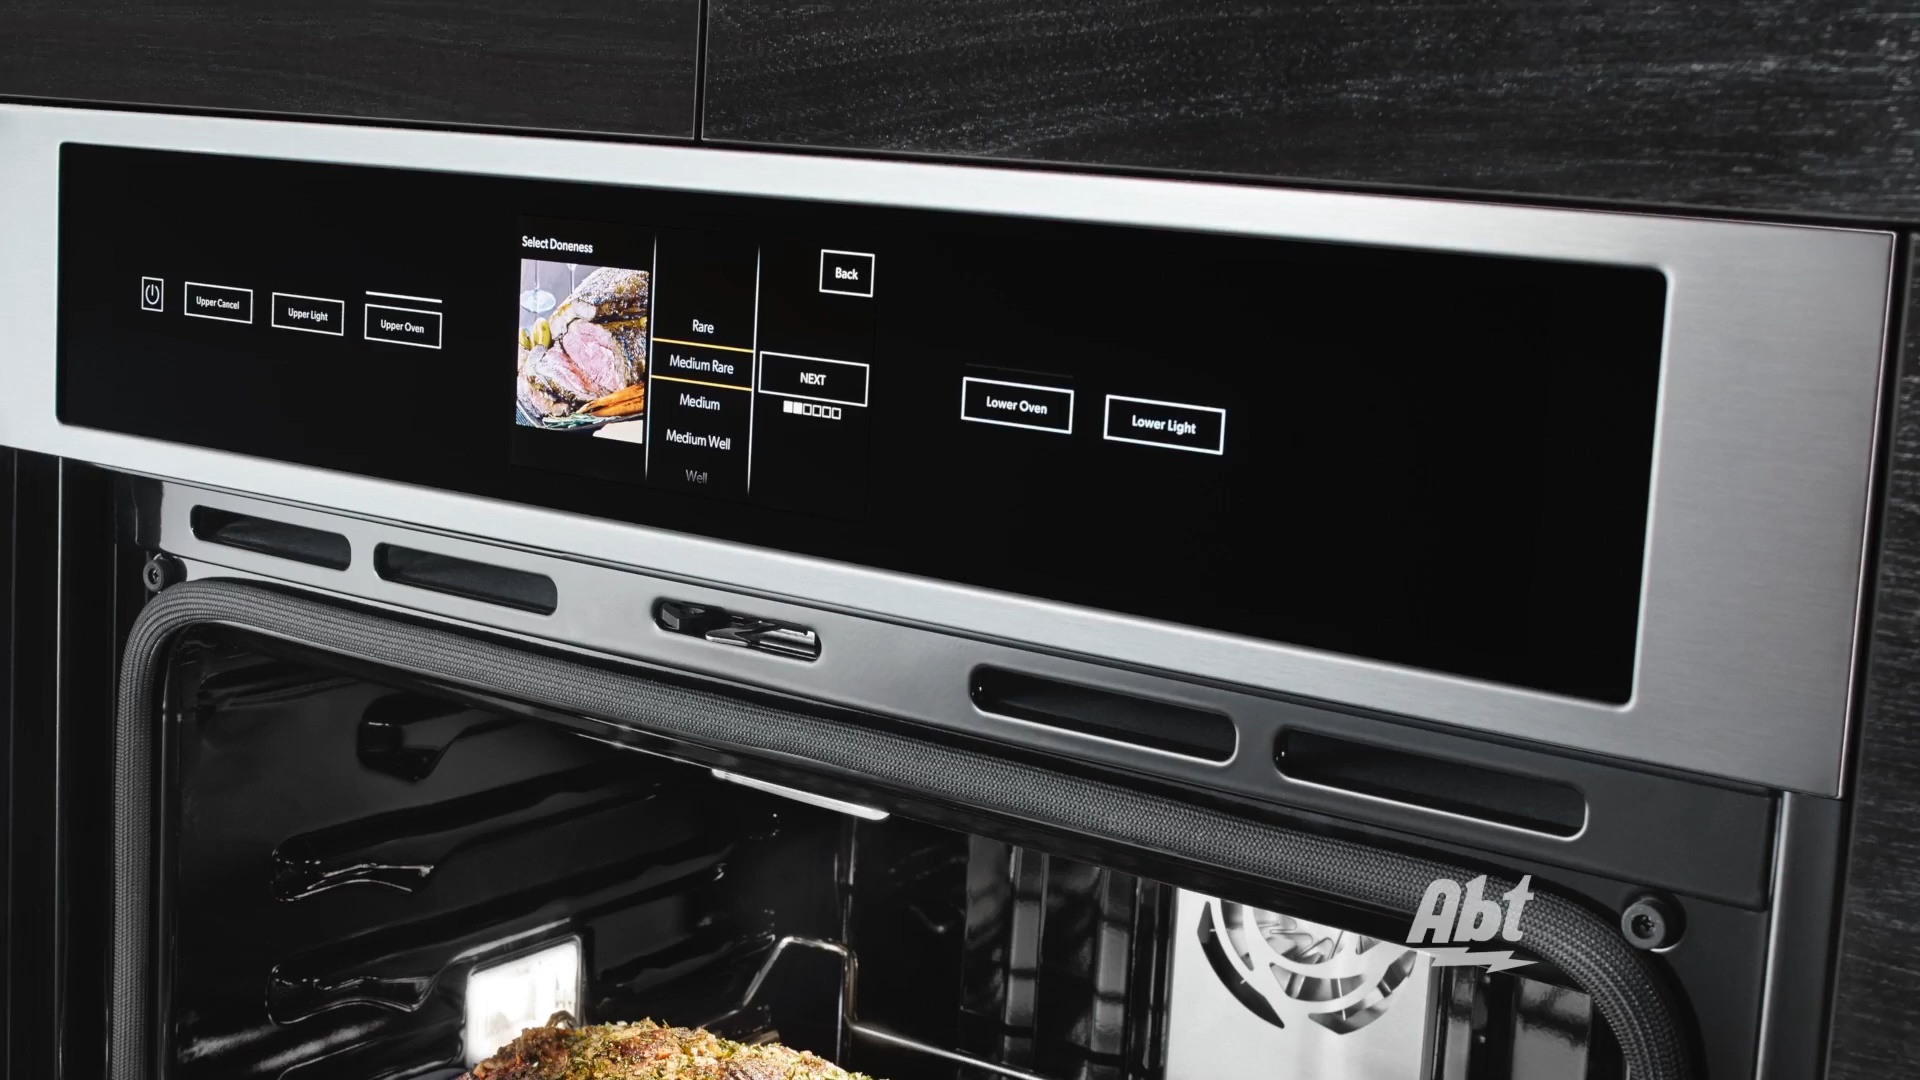 Select Doneness
Back
Upper Cancel
Upper Light
Upper Oven
Rare
Medium Rare
Medium
Medium Well
Well
NEXT
Lower Oven
Lower Light
Abt